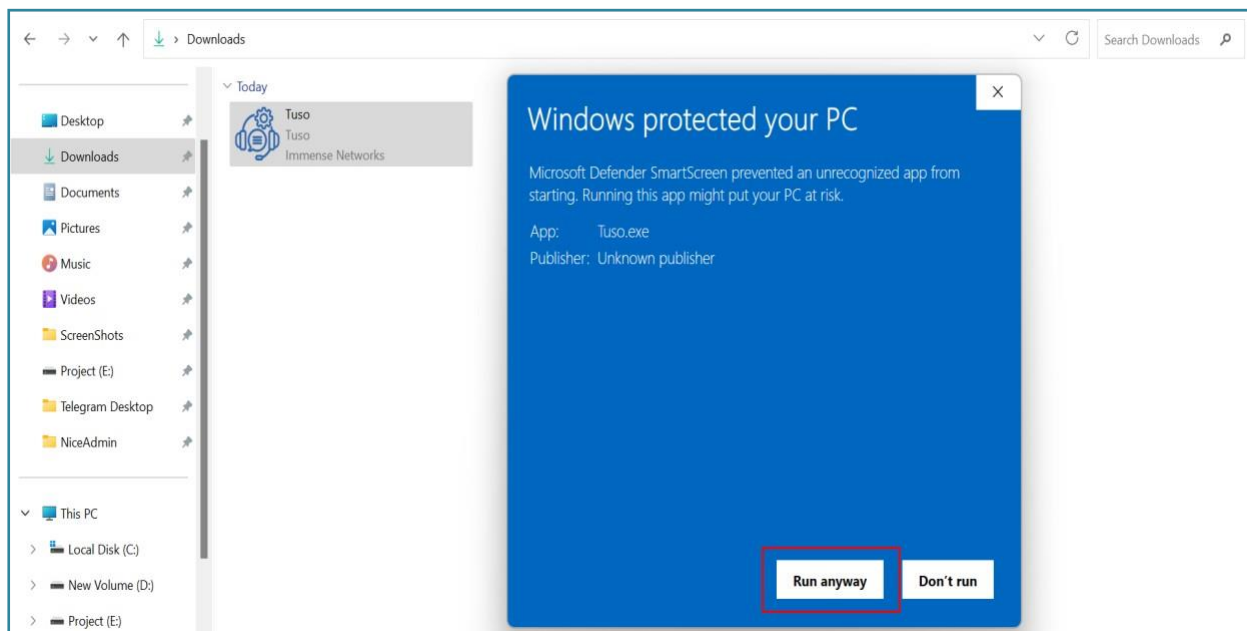 Downloads
Search Downloads
Desktop
Downloads
Documents
Pictures
Music
Videos
ScreenShots
Project (E:)
Telegram Desktop
NiceAdmin
This PC
Local Disk (C:)
New Volume (D:)
Project (E:)
Today
Tuso
Tuso
Immense Networks
Windows protected your PC
Microsoft Defender SmartScreen prevented an unrecognized app from
starting. Running this app might put your PC at risk.
App: Tuso.exe
Publisher: Unknown publisher
Run anyway
Don't run